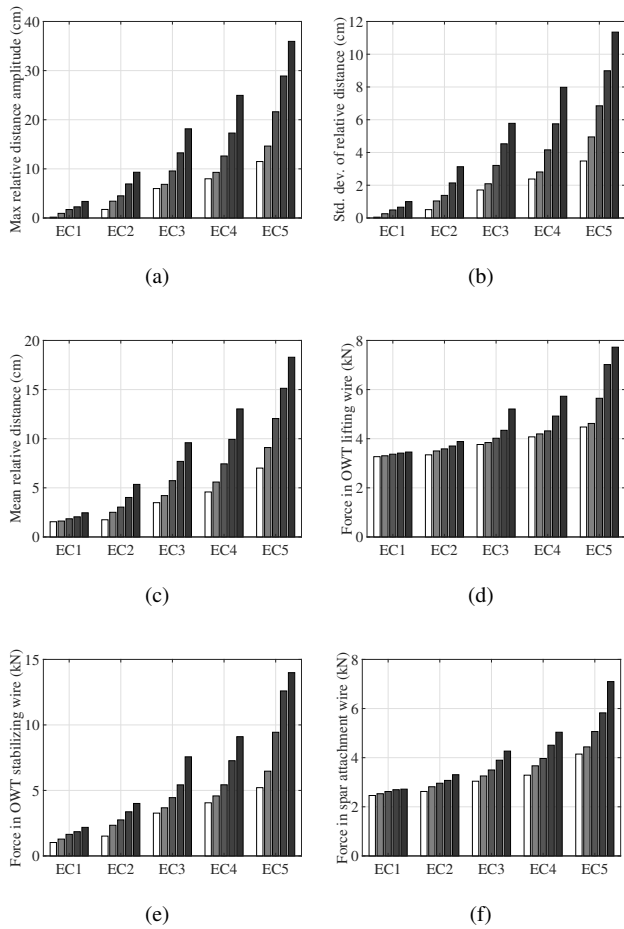 Max relative distance amplitude (cm)
40
30
20
10
0
EC1 EC2 EC3 EC4 EC5
(a)
Std. dev. of relative distance (cm)
12
10
8
6
4
2
0
EC1 EC2 EC3 EC4 EC5
(b)
Mean relative distance (cm)
20
15
10
5
0
EC1 EC2 EC3 EC4 EC5
(c)
Force in OWT lifting wire (kN)
8
6
4
2
0
EC1 EC2 EC3 EC4 EC5
(d)
Force in OWT stabilizing wire (kN)
15
10
5
0
EC1 EC2 EC3 EC4 EC5
(e)
Force in spar attachment wire (kN)
8
6
4
2
0
EC1 EC2 EC3 EC4 EC5
(f)